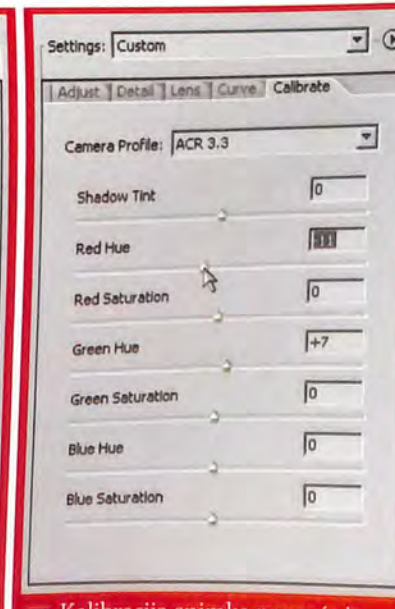 Settings: Custom
Adjust Detail Lens Curve Calibrate
Camera Profile: ACR 3.3
Shadow Tint 0
Red Hue
Red Saturation 0
Green Hue +7
Green Saturation 0
Blue Hue 0
Blue Saturation 0